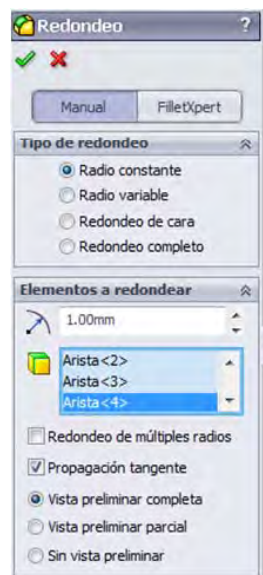 Redondeo ?
Manual FilletXpert
Tipo de redondeo
Radio constante
Radio variable
Redondeo de cara
Redondeo completo
Elementos a redondear
1.00mm
Arista<2>
Arista<3>
Arista<4>
Redondeo de múltiples radios
Propagación tangente
Vista preliminar completa
Vista preliminar parcial
Sin vista preliminar